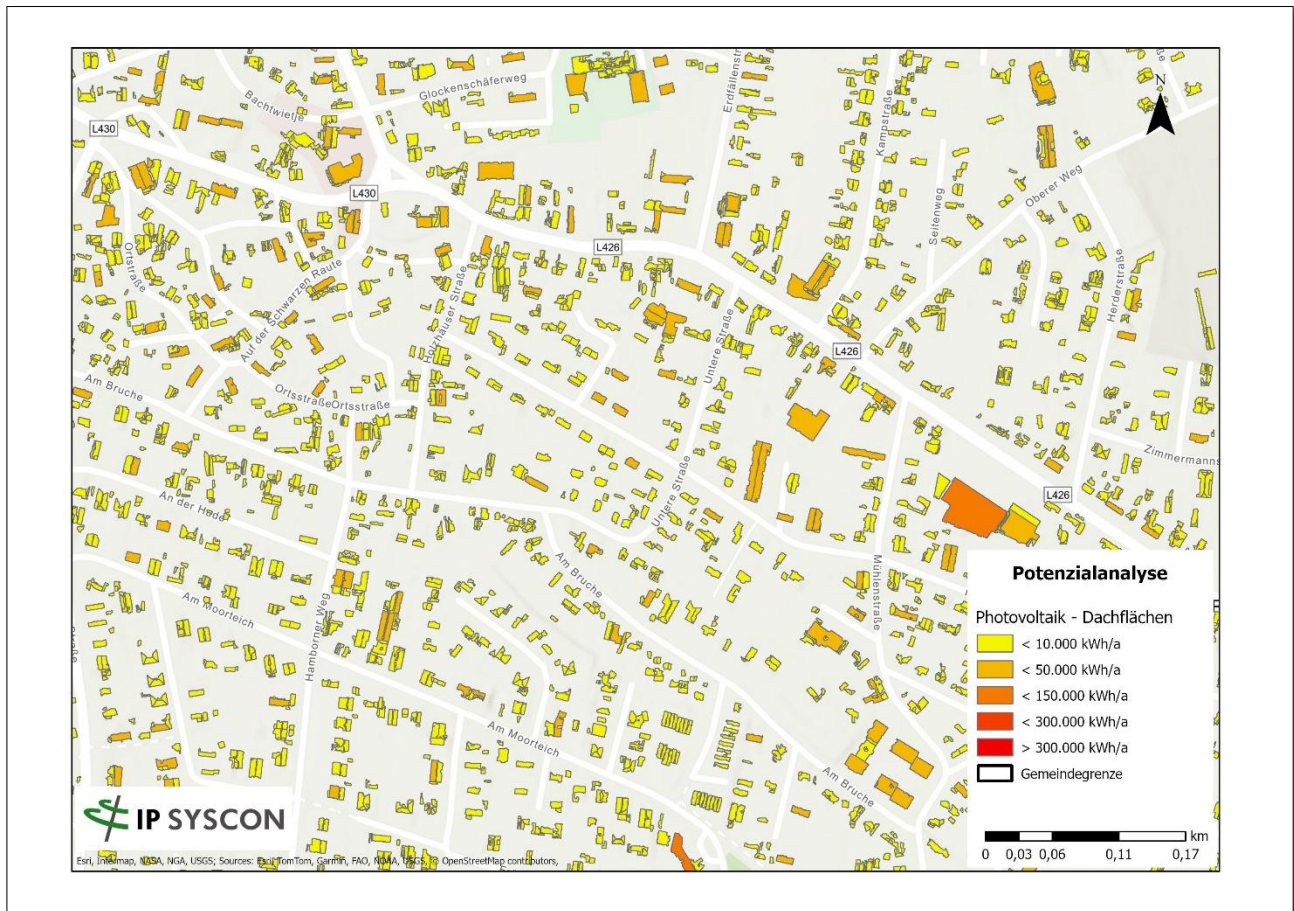 Glockenschäferweg
Bachtwietje
Erdfällenstr
Kampstraße
N
L430
L430
Oberer Weg
Seitenweg
L426
Ortstraße
Auf der Schwarzen Raute
Holzhäuser Straße
Herderstraße
Untere Straße
L426
Am Bruche
OrtsstraßeOrtsstraße
Zimmermanns
L426
An der Hude
Untere Straße
Am Bruche
Mühlenstraße
Am Moorteich
Hamborner Weg
Straße
Am Moorteich
Am Bruche
Potenzialanalyse
Photovoltaik - Dachflächen
< 10.000 kWh/a
< 50.000 kWh/a
< 150.000 kWh/a
< 300.000 kWh/a
> 300.000 kWh/a
Gemeindegrenze
km
0 0,03 0,06 0,11 0,17
IP SYSCON
Esri, Intermap, NASA, NGA, USGS; Sources: Esri, TomTom, Garmin, FAO, NOAA, USGS, © OpenStreetMap contributors,